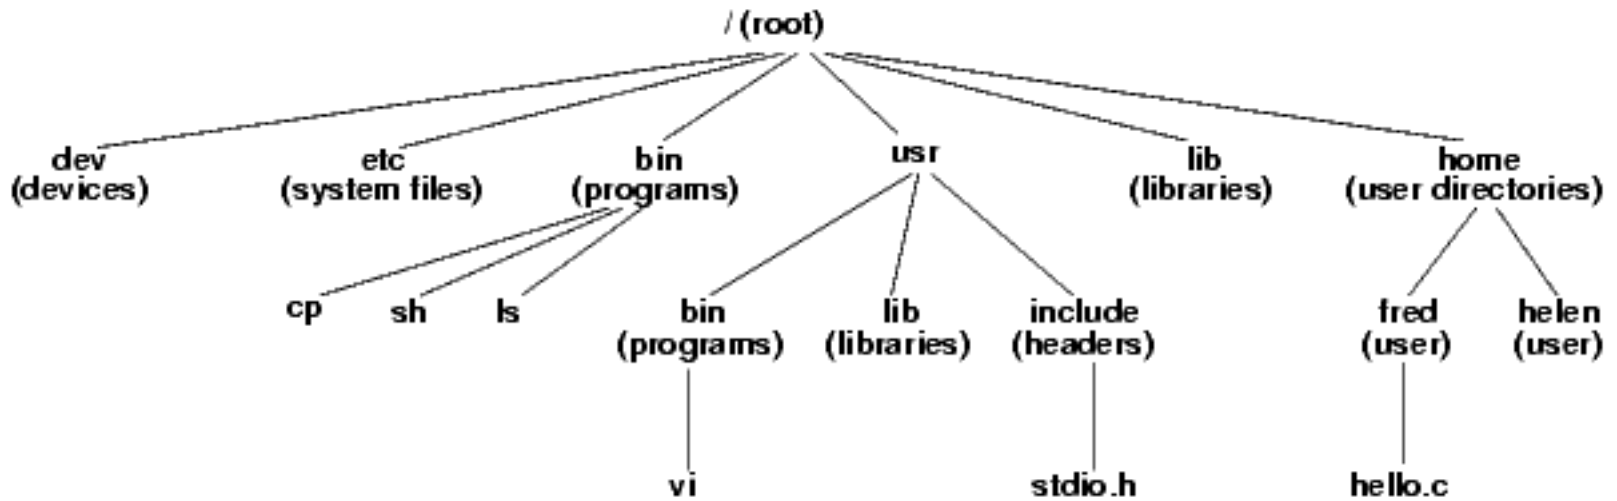 / (root)
dev etc bin usr lib home
(devices) (system files) (programs) (libraries) (user directories)
cp sh ls bin lib include fred helen
(programs) (libraries) (headers) (user) (user)
vi stdio.h hello.c